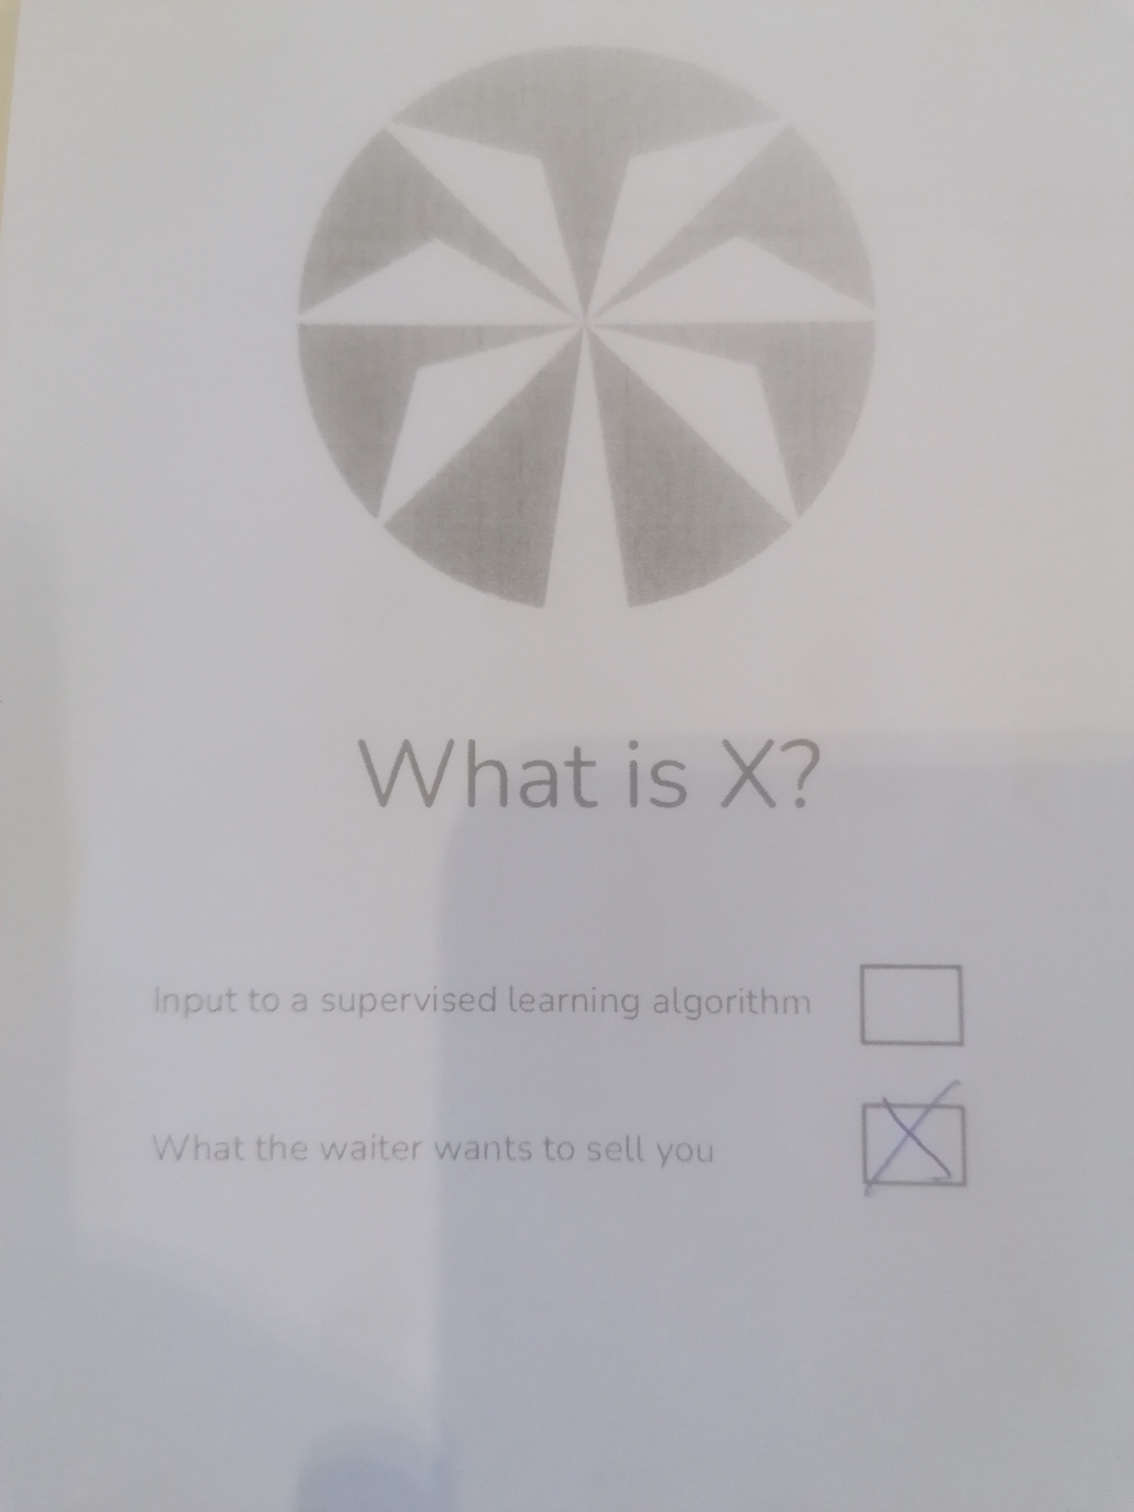 What is X?
Input to a supervised learning algorithm
What the waiter wants to sell you